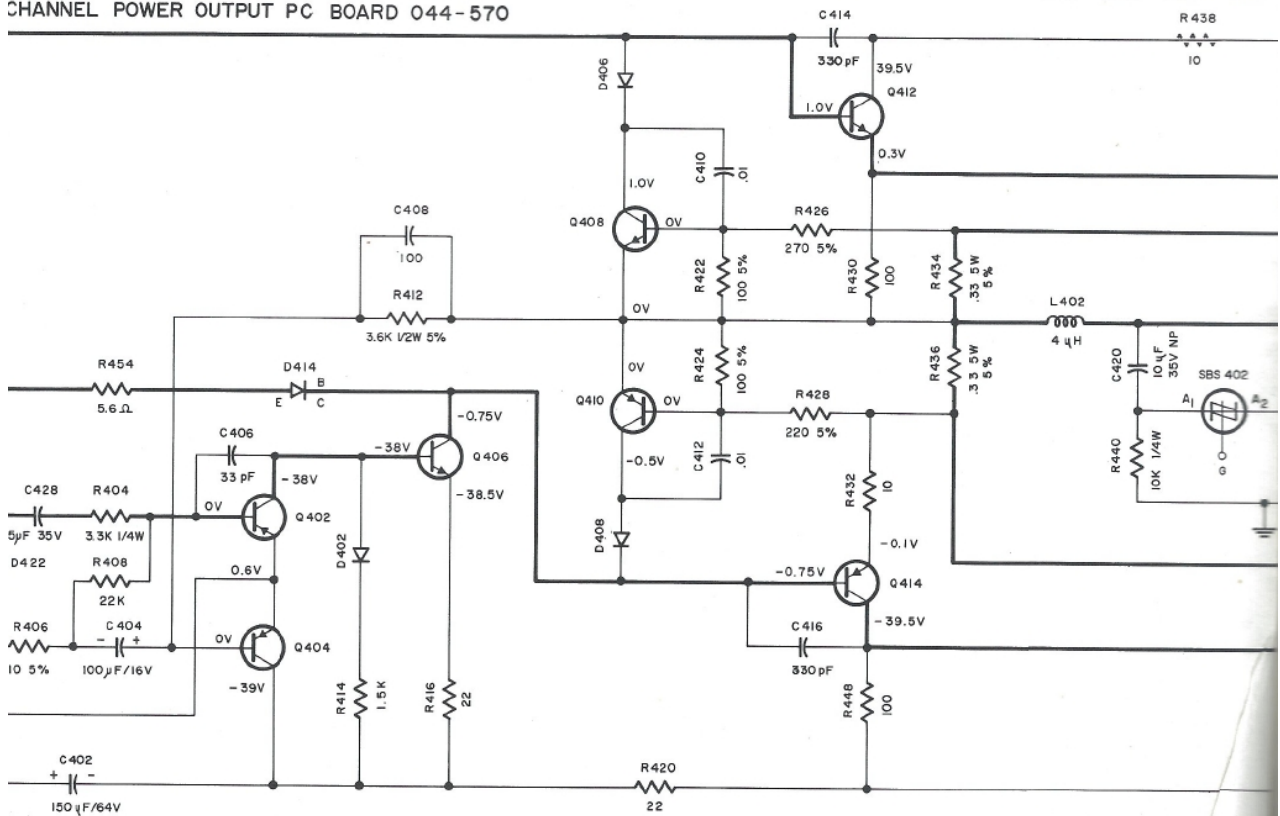 CHANNEL POWER OUTPUT PC BOARD 044-570
C414
330 pF
R438
10
39.5V
Q412
1.0V
0.3V
D406
C410
.01
1.0V
Q408
0V
R426
270 5%
R422
100 5%
R430
100
R434
.33 5W
5%
C408
100
R412
3.6K 1/2W 5%
0V
L402
4 µH
R454
5.6 Ω
D414
B
E
C
0V
Q410
0V
R424
100 5%
R428
220 5%
R436
.33 5W
5%
C420
10 µF
35V NP
SBS 402
A1
A2
G
R440
10K 1/4W
-0.75V
-38V
Q406
-38.5V
-0.5V
C412
.01
R432
10
C406
33 pF
-38V
C428
5µF 35V
R404
3.3K 1/4W
0V
Q402
D402
D408
D422
R408
22K
0.6V
-0.1V
-0.75V
Q414
-39.5V
R406
10 5%
C404
- +
100µF/16V
0V
Q404
-39V
C416
330pF
R414
1.5K
R416
22
R448
100
C402
+ -
150µF/64V
R420
22